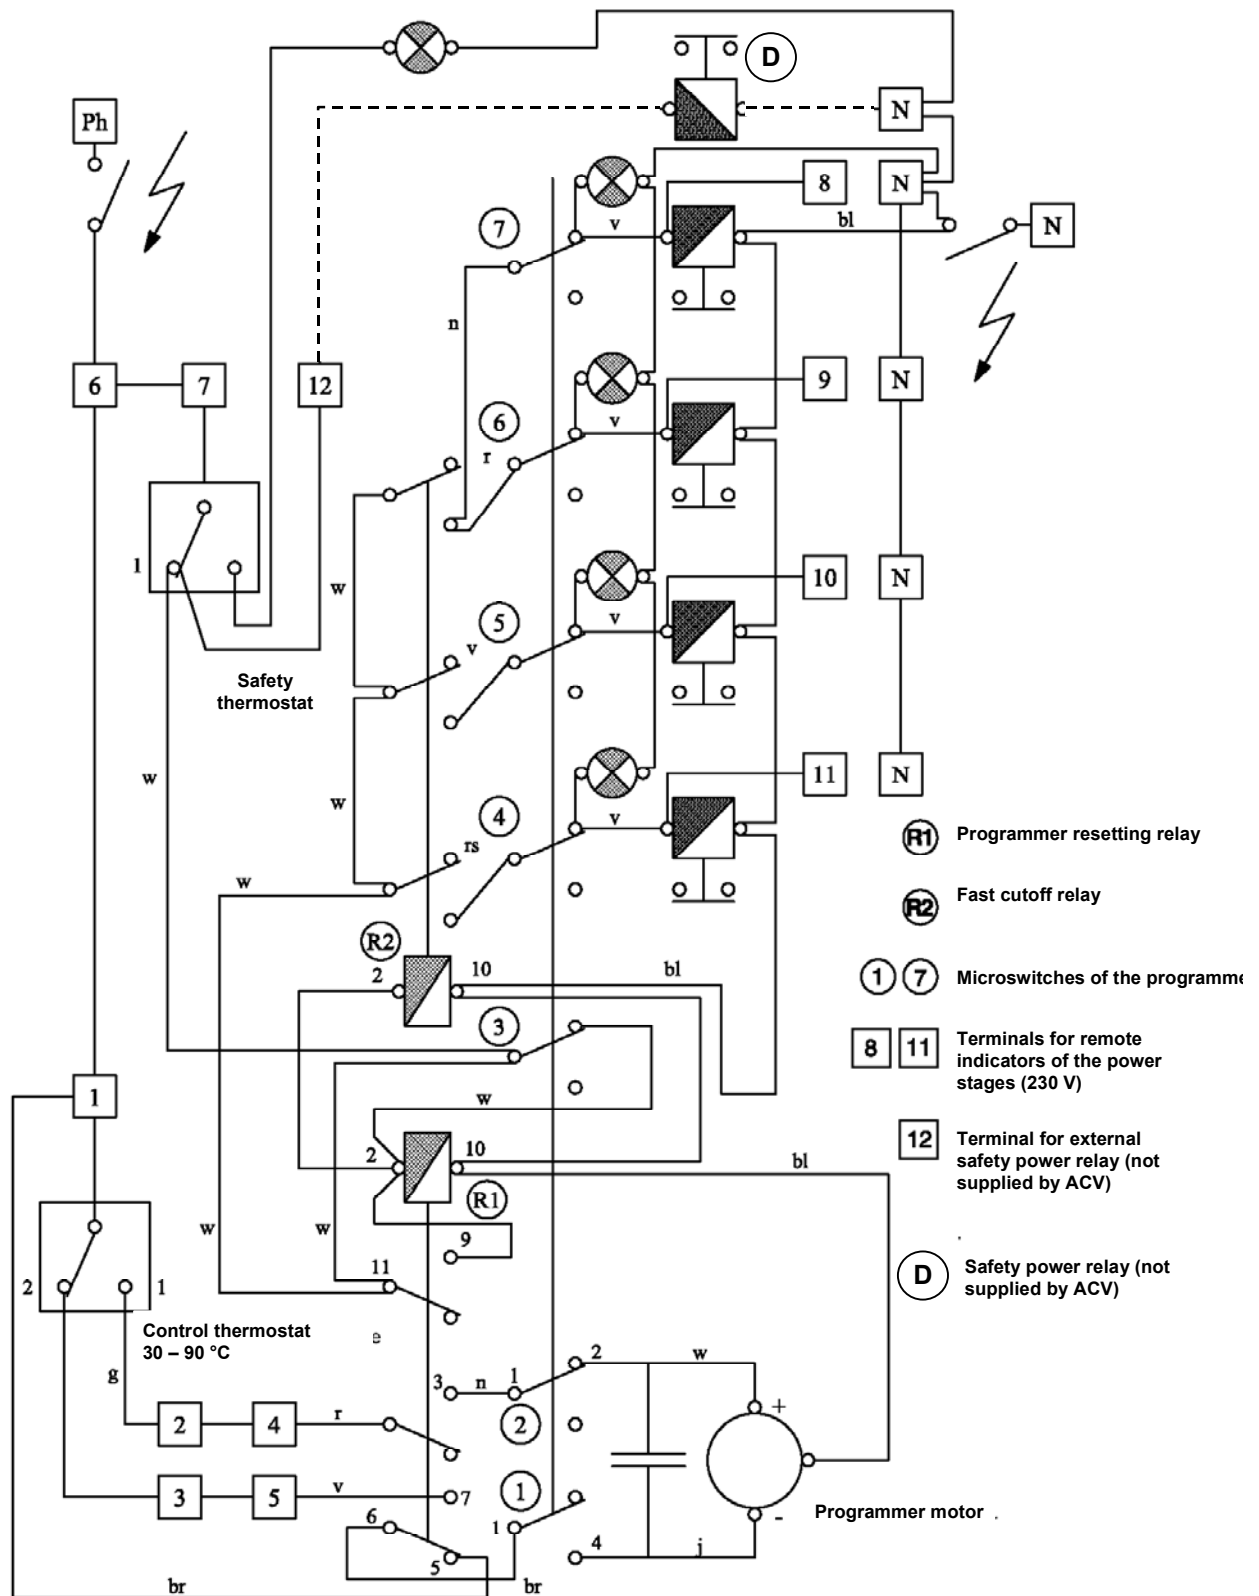 D
Ph
N
8
N
v
bl
N
7
n
6
7
12
9
N
6
v
r
1
w
10
N
5
v
v
Safety
thermostat
w
w
11
N
4
v
rs
w
R1 Programmer resetting relay
R2 Fast cutoff relay
R2
2
10
bl
1 7 Microswitches of the programme
3
8 11 Terminals for remote
indicators of the power
stages (230 V)
1
w
12 Terminal for external
safety power relay (not
supplied by ACV)
2
10
bl
R1
w
w
9
11
2
1
D Safety power relay (not
supplied by ACV)
Control thermostat
30 – 90 °C
e
g
3
n
1
2
w
+
2
4
r
2
3
5
v
7
1
6
1
5
4
j
-
Programmer motor
br
br